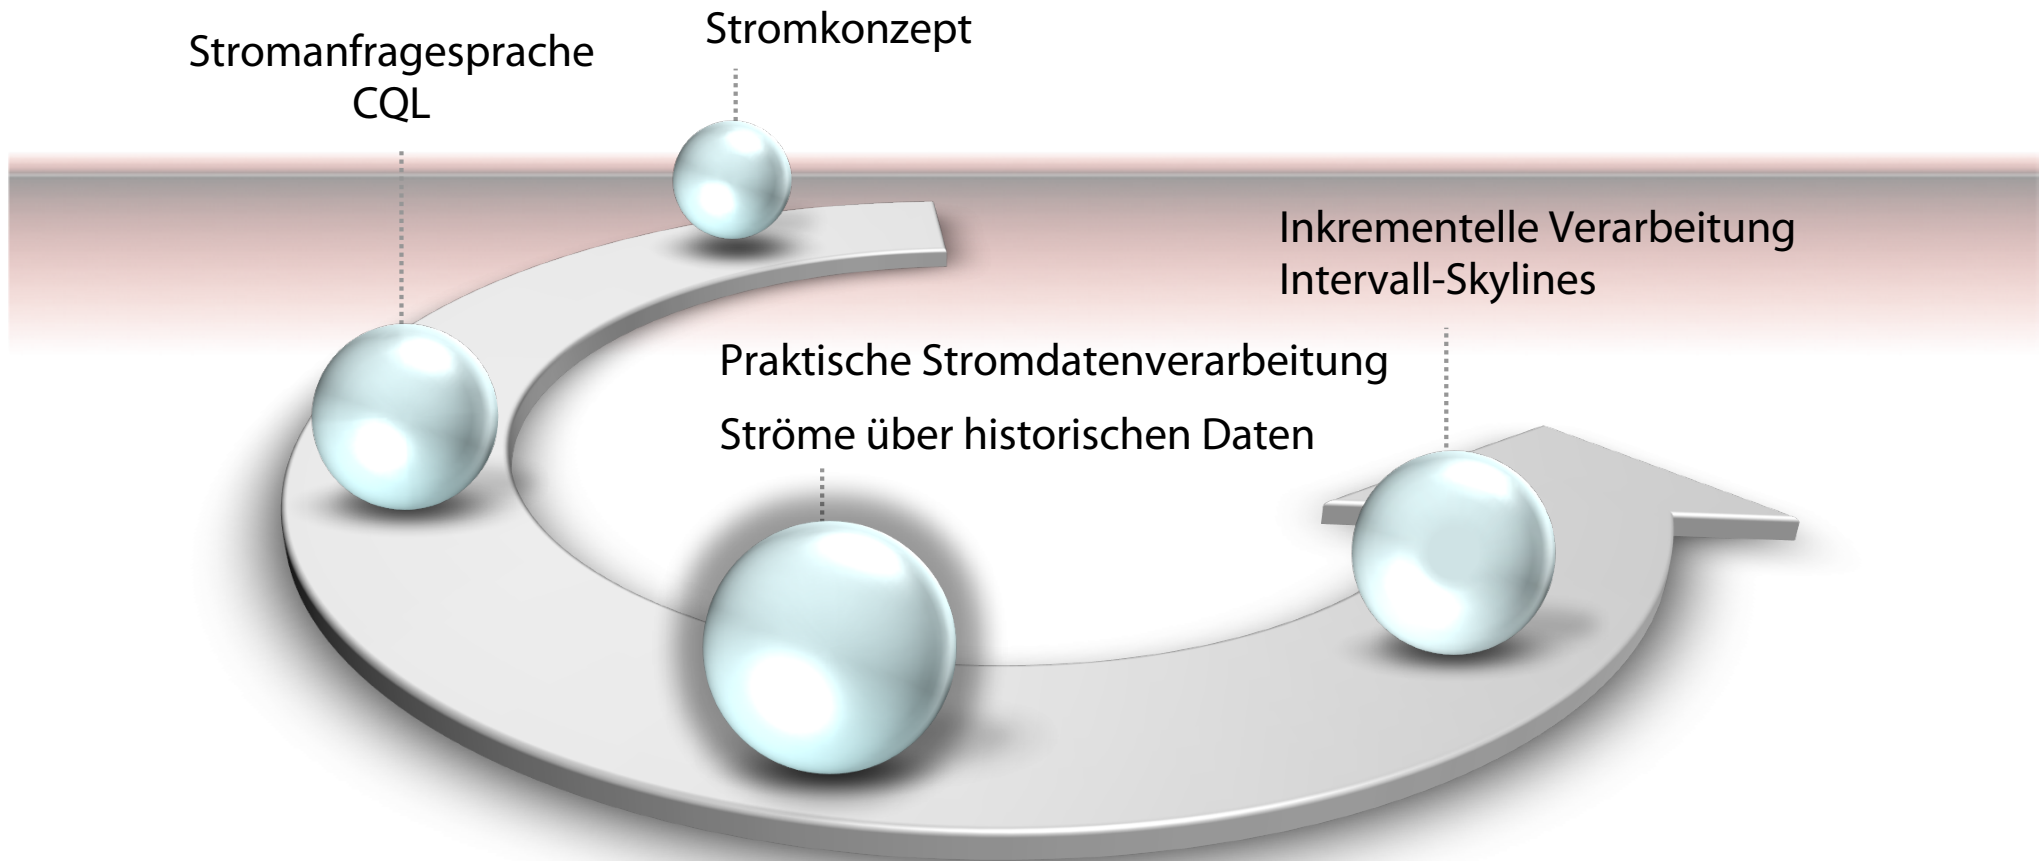 Stromkonzept
Stromanfragesprache
CQL
Inkrementelle Verarbeitung
Intervall-Skylines
Praktische Stromdatenverarbeitung
Ströme über historischen Daten